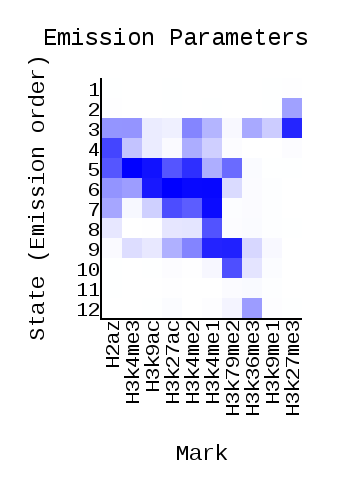 Emission Parameters
State (Emission order)
1
2
3
4
5
6
7
8
9
10
11
12
H2az
H3k4me3
H3k9ac
H3k27ac
H3k4me2
H3k4me1
H3k79me2
H3k36me3
H3k9me1
H3k27me3
Mark